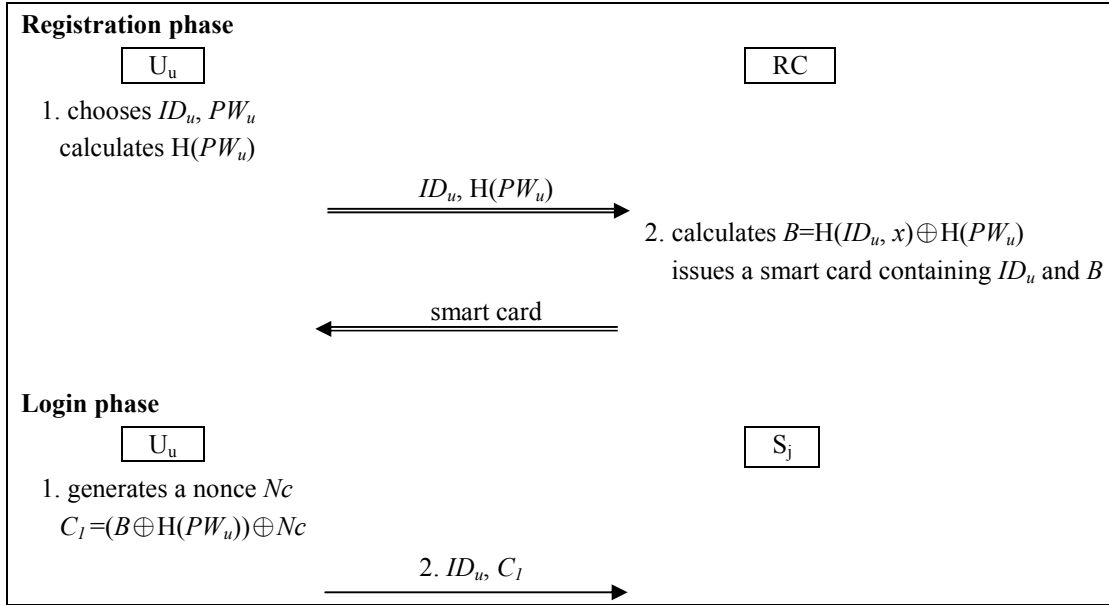 Registration phase
U_u
RC
1. chooses ID_u, PW_u
calculates H(PW_u)
ID_u, H(PW_u)
2. calculates B=H(ID_u, x)⊕H(PW_u)
issues a smart card containing ID_u and B
smart card
Login phase
U_u
S_j
1. generates a nonce Nc
C_1=(B⊕H(PW_u))⊕Nc
2. ID_u, C_1